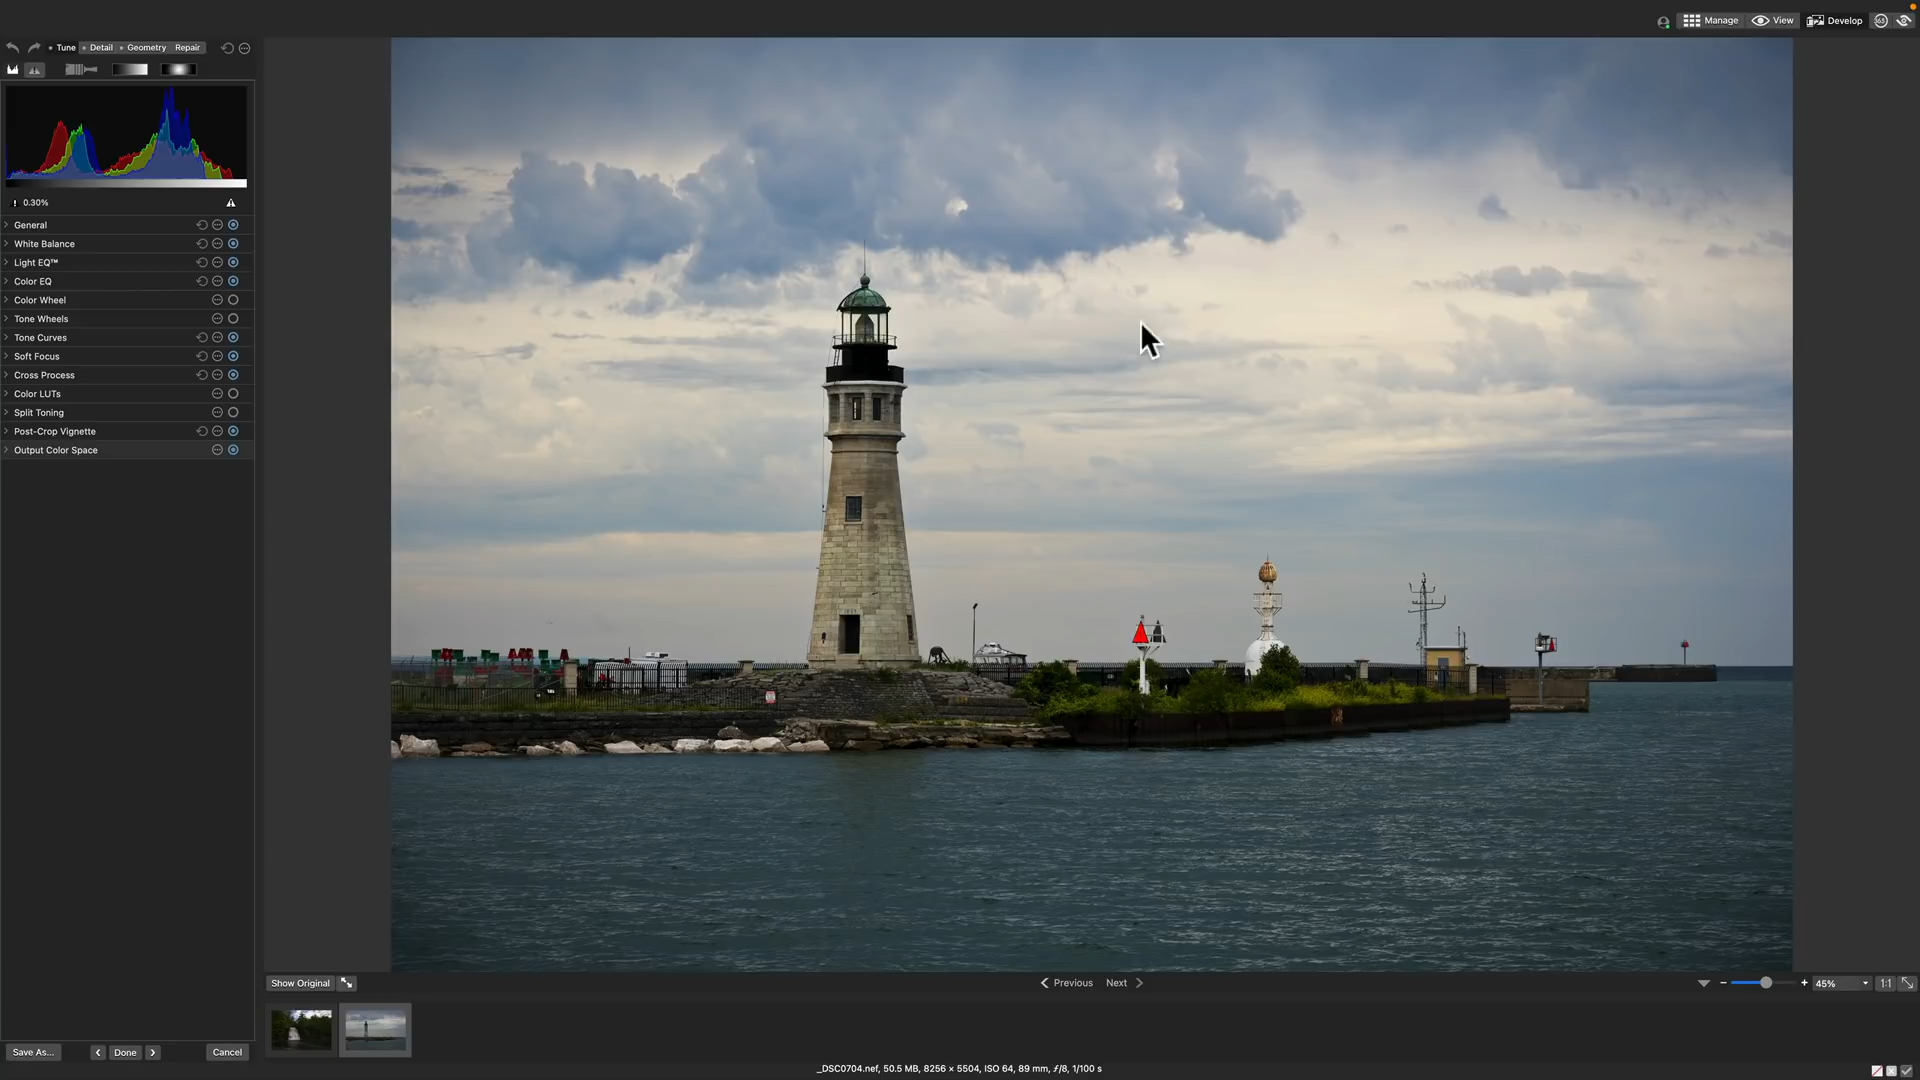 Manage View Develop 365
Tune Detail Geometry Repair
0.30%
General
White Balance
Light EQ™
Color EQ
Color Wheel
Tone Wheels
Tone Curves
Soft Focus
Cross Process
Color LUTs
Split Toning
Post-Crop Vignette
Output Color Space
Show Original
Previous Next
45%
1:1
Save As...
Done
Cancel
_DSC0704.nef, 50.5 MB, 8256 × 5504, ISO 64, 89 mm, ƒ/8, 1/100 s